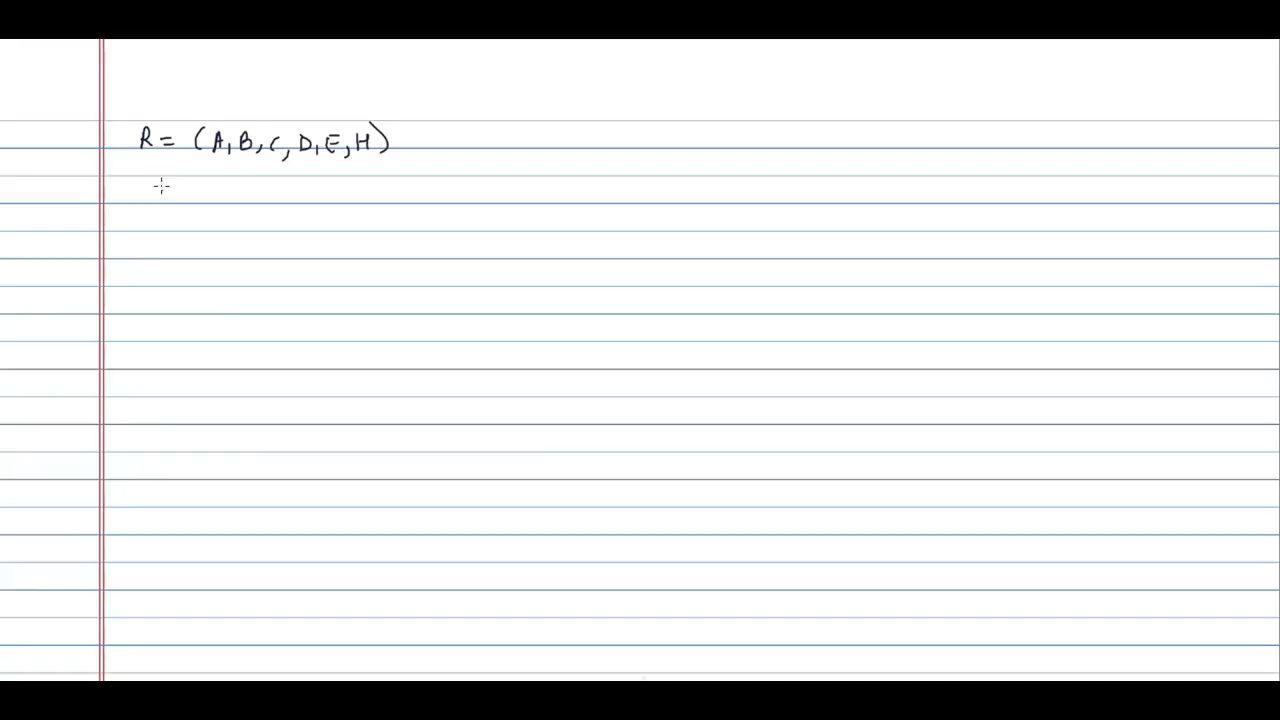 R = (A, B, C, D, E, H)